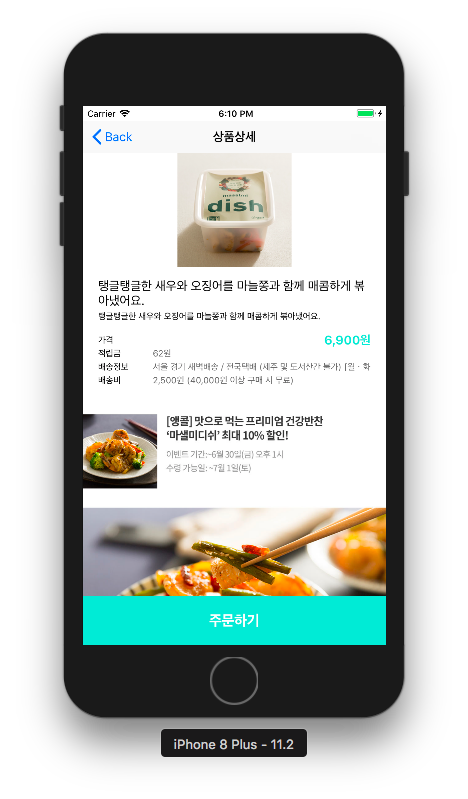 Carrier
6:10 PM
Back
상품상세
dish
탱글탱글한 새우와 오징어를 마늘쫑과 함께 매콤하게 볶
아냈어요.
탱글탱글한 새우와 오징어를 마늘쫑과 함께 매콤하게 볶아냈어요.
가격
6,900원
적립금 62원
배송정보 서울 경기 새벽배송 / 전국택배 (제주 및 도서산간 불가) [월 · 화
배송비 2,500원 (40,000원 이상 구매 시 무료)
[앵콜] 맛으로 먹는 프리미엄 건강반찬
‘마샐미디쉬’ 최대 10% 할인!
이벤트 기간:~6월 30일(금) 오후 1시
수령 가능일: ~7월 1일(토)
주문하기
iPhone 8 Plus - 11.2